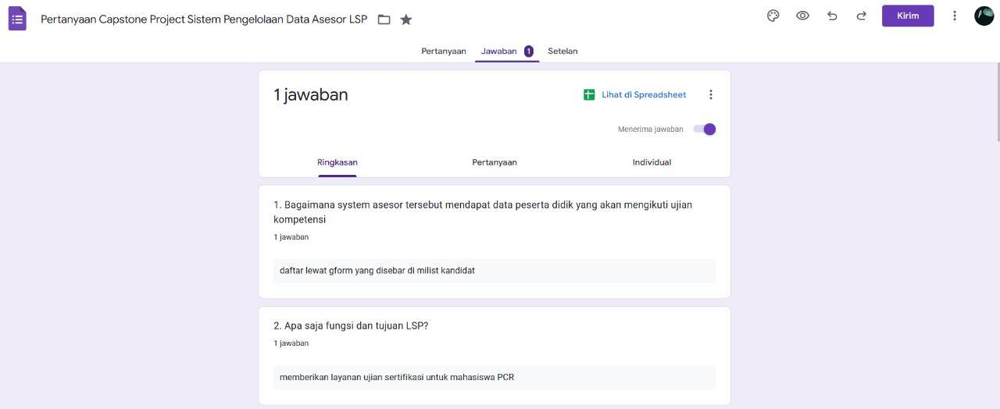 Pertanyaan Capstone Project Sistem Pengelolaan Data Asesor LSP
Kirim
Pertanyaan
Jawaban 1
Setelan
1 jawaban
Lihat di Spreadsheet
Menerima jawaban
Ringkasan
Pertanyaan
Individual
1. Bagaimana system asesor tersebut mendapat data peserta didik yang akan mengikuti ujian
kompetensi
1 jawaban
daftar lewat gform yang disebar di milist kandidat
2. Apa saja fungsi dan tujuan LSP?
1 jawaban
memberikan layanan ujian sertifikasi untuk mahasiswa PCR